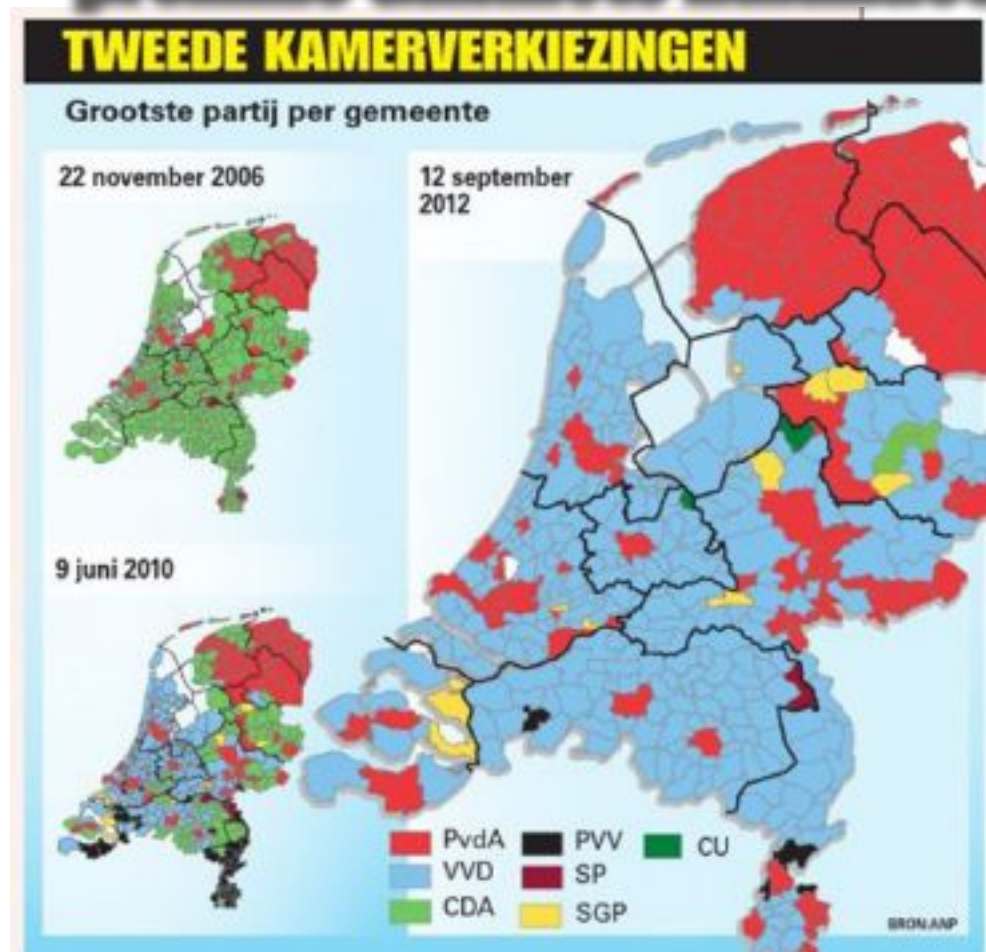 TWEEDE KAMERVERKIEZINGEN
Grootste partij per gemeente
22 november 2006
12 september
2012
9 juni 2010
PvdA
VVD
CDA
PVV
SP
SGP
CU
BRON:ANP